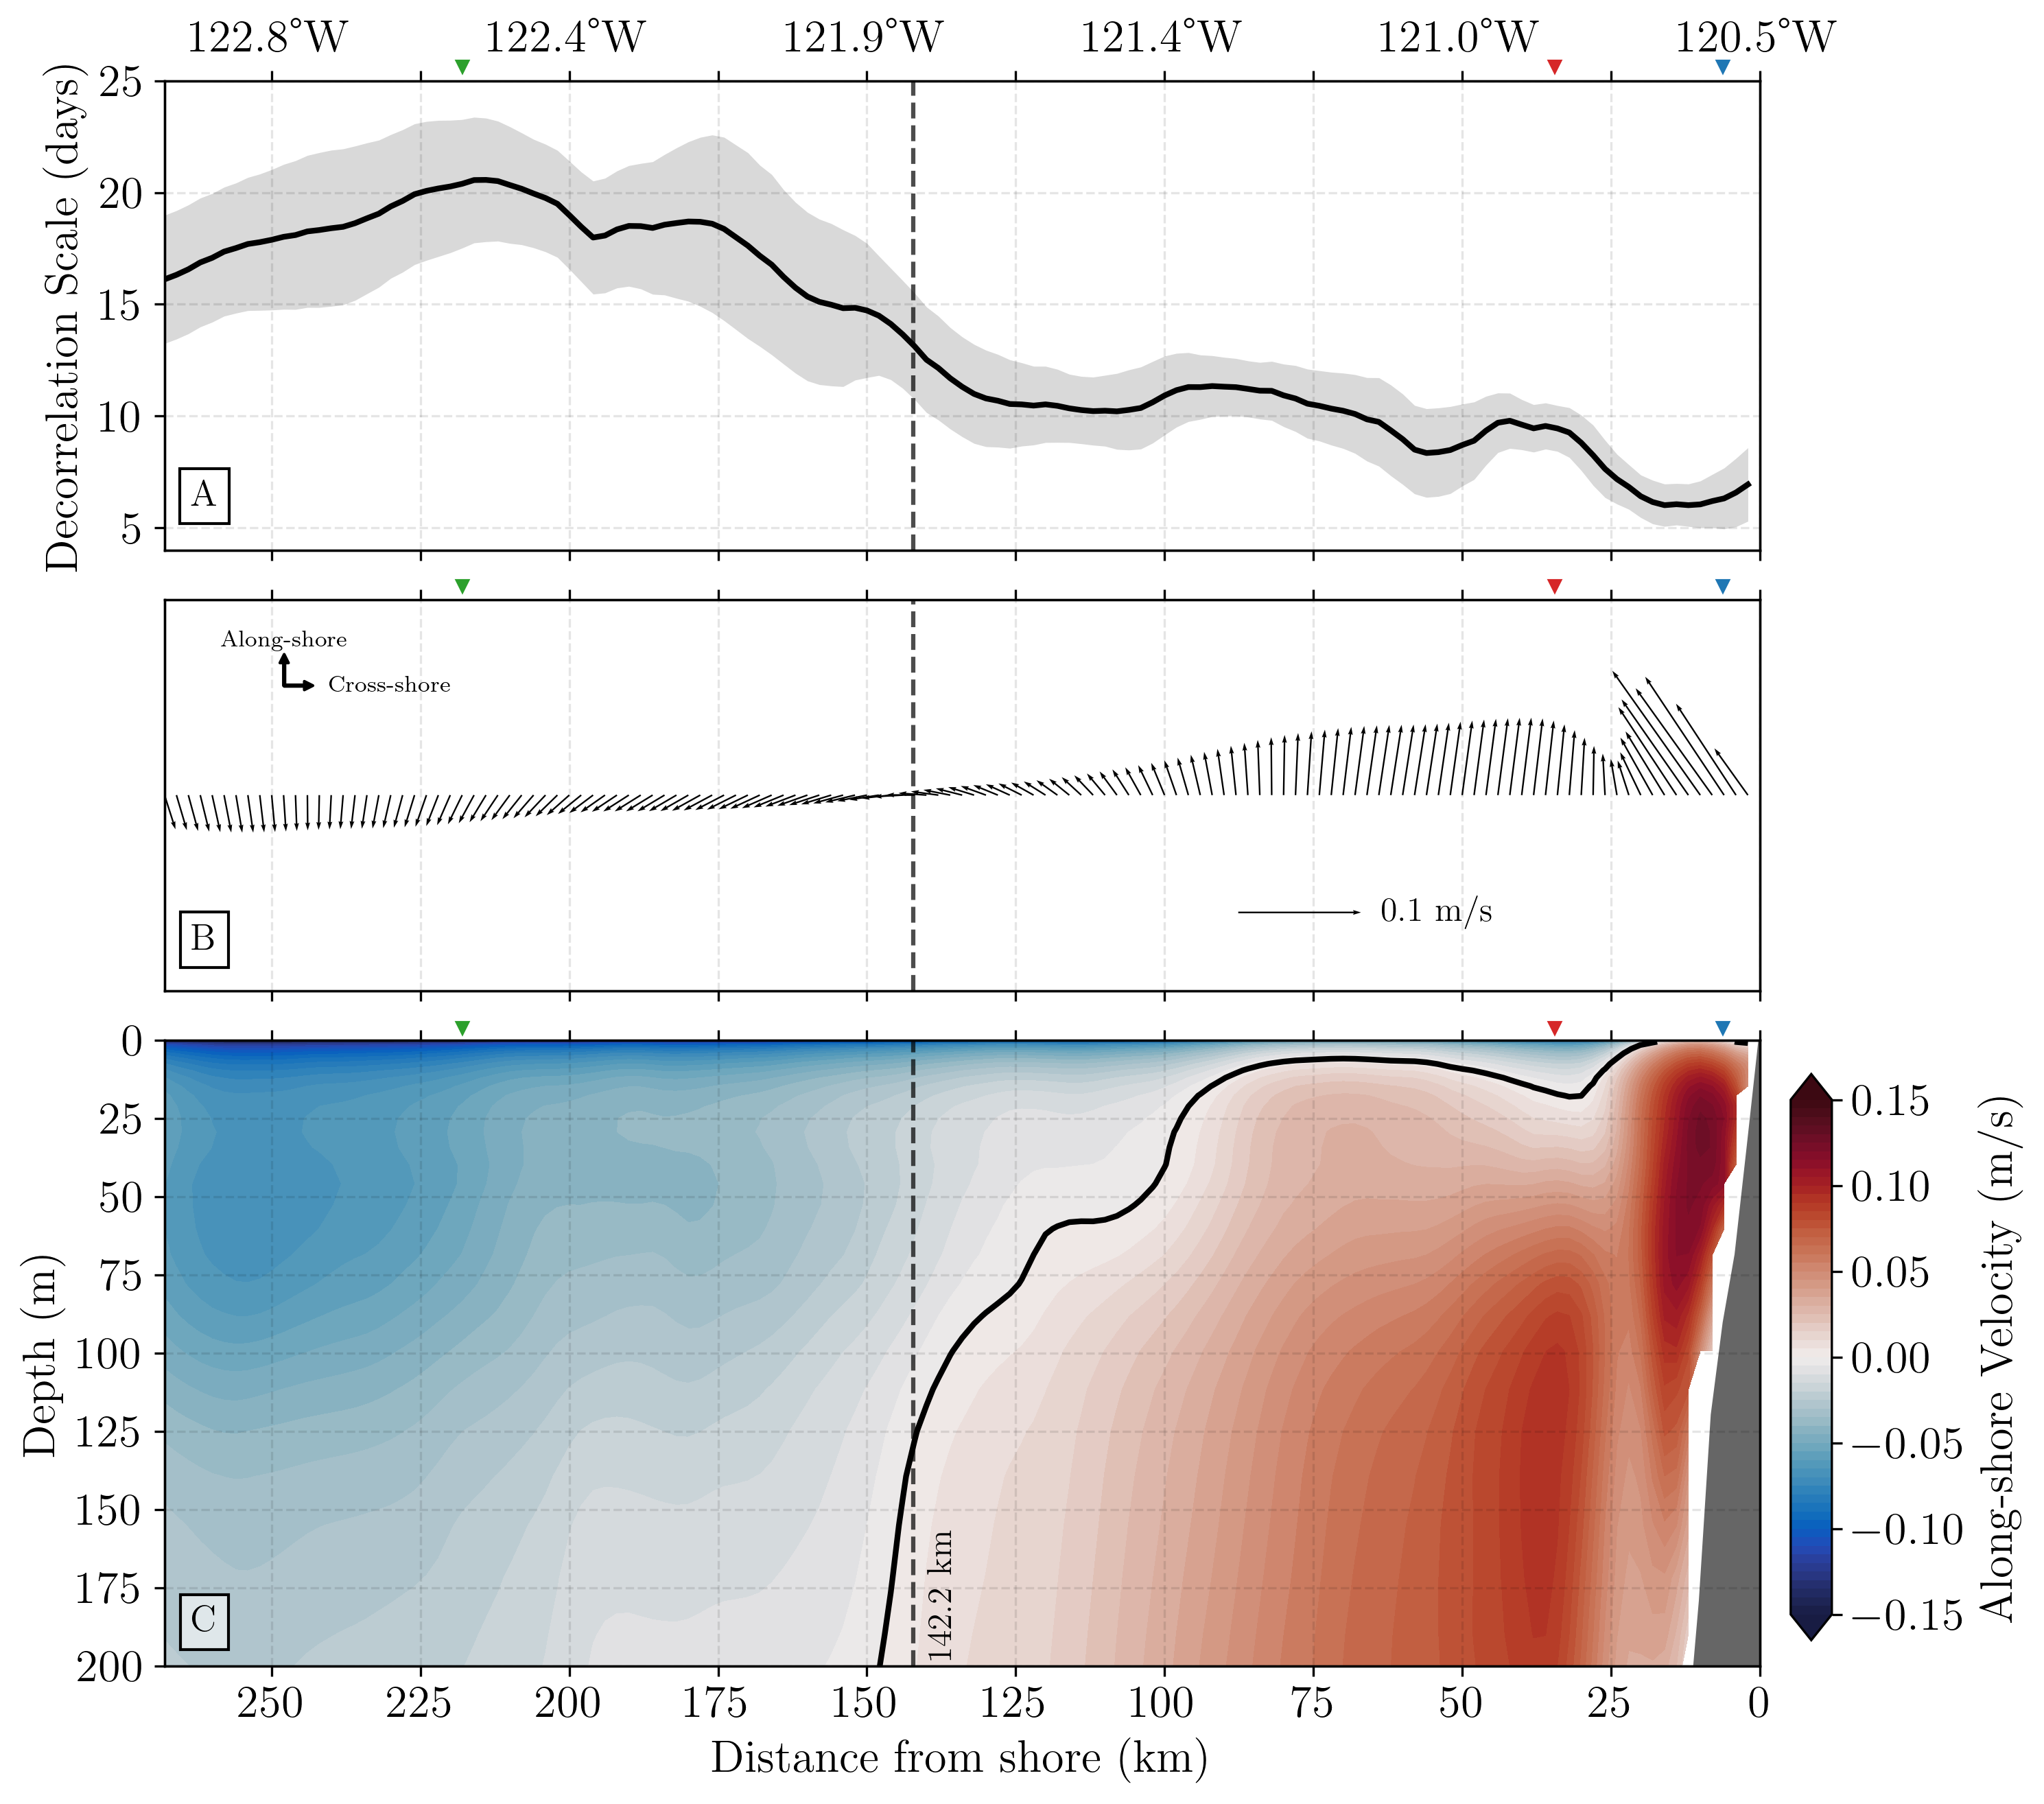 122.8°W 122.4°W 121.9°W 121.4°W 121.0°W 120.5°W
25
20
15
10
5
Decorrelation Scale (days)
A
Along-shore
Cross-shore
0.1 m/s
B
0
25
50
75
100
125
150
175
200
Depth (m)
C
142.2 km
250 225 200 175 150 125 100 75 50 25 0
Distance from shore (km)
0.15
0.10
0.05
0.00
−0.05
−0.10
−0.15
Along-shore Velocity (m/s)